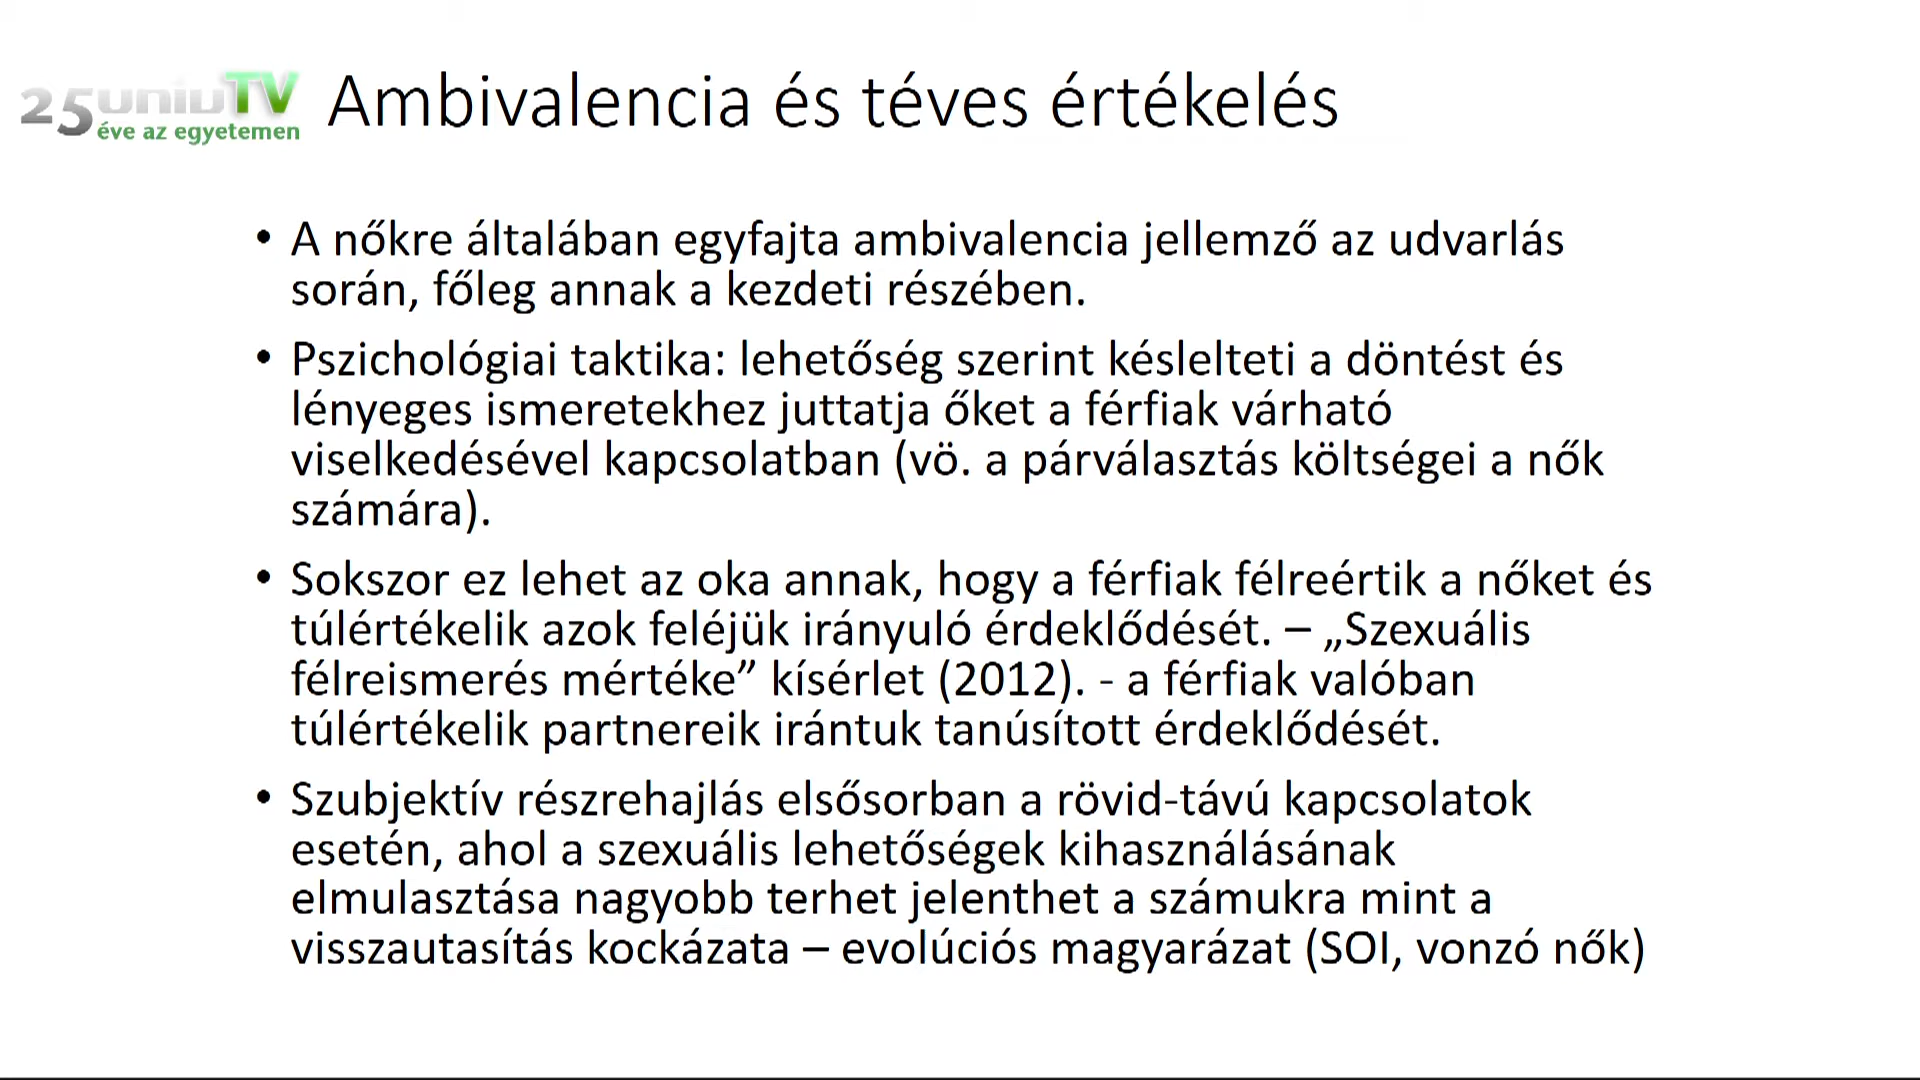 25 univTV
éve az egyetemen
Ambivalencia és téves értékelés
• A nőkre általában egyfajta ambivalencia jellemző az udvarlás
során, főleg annak a kezdeti részében.
• Pszichológiai taktika: lehetőség szerint késlelteti a döntést és
lényeges ismeretekhez juttatja őket a férfiak várható
viselkedésével kapcsolatban (vö. a párválasztás költségei a nők
számára).
• Sokszor ez lehet az oka annak, hogy a férfiak félreértik a nőket és
túlértékelik azok feléjük irányuló érdeklődését. – „Szexuális
félreismerés mértéke” kísérlet (2012). - a férfiak valóban
túlértékelik partnereik irántuk tanúsított érdeklődését.
• Szubjektív részrehajlás elsősorban a rövid-távú kapcsolatok
esetén, ahol a szexuális lehetőségek kihasználásának
elmulasztása nagyobb terhet jelenthet a számukra mint a
visszautasítás kockázata – evolúciós magyarázat (SOI, vonzó nők)